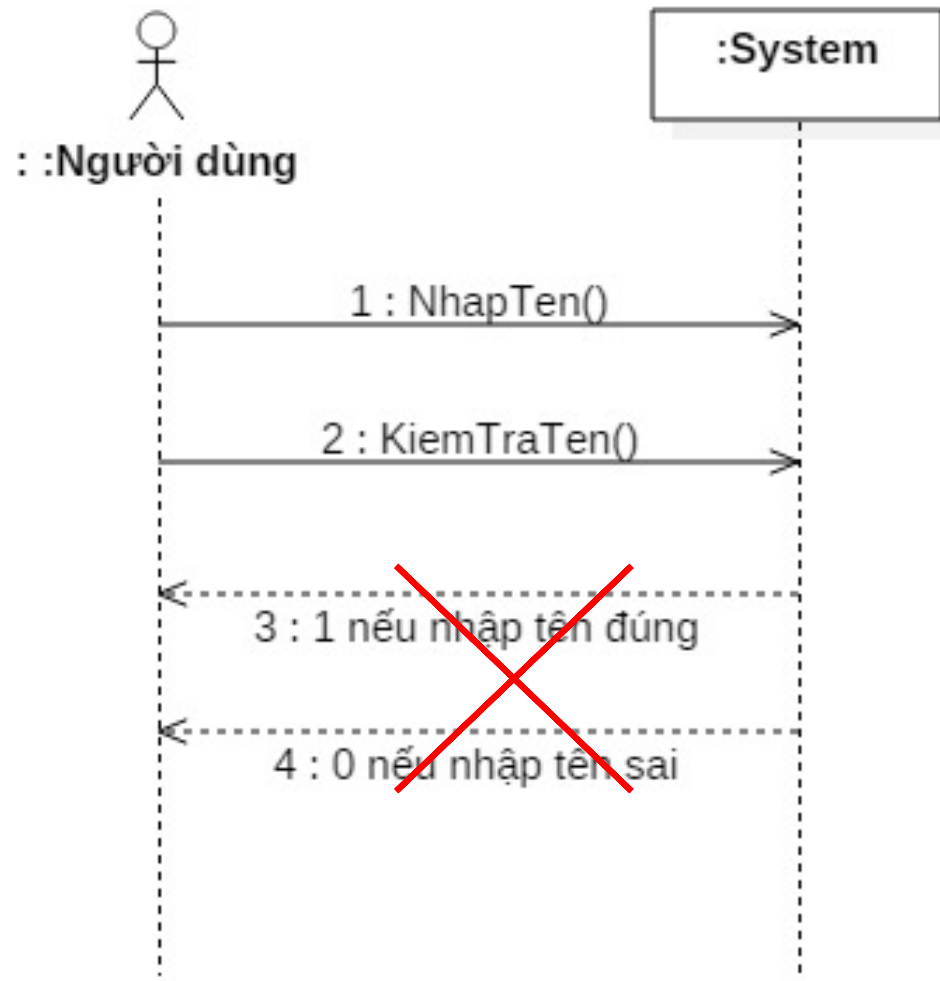 :System
: :Người dùng
1 : NhapTen()
2 : KiemTraTen()
3 : 1 nếu nhập tên đúng
4 : 0 nếu nhập tên sai